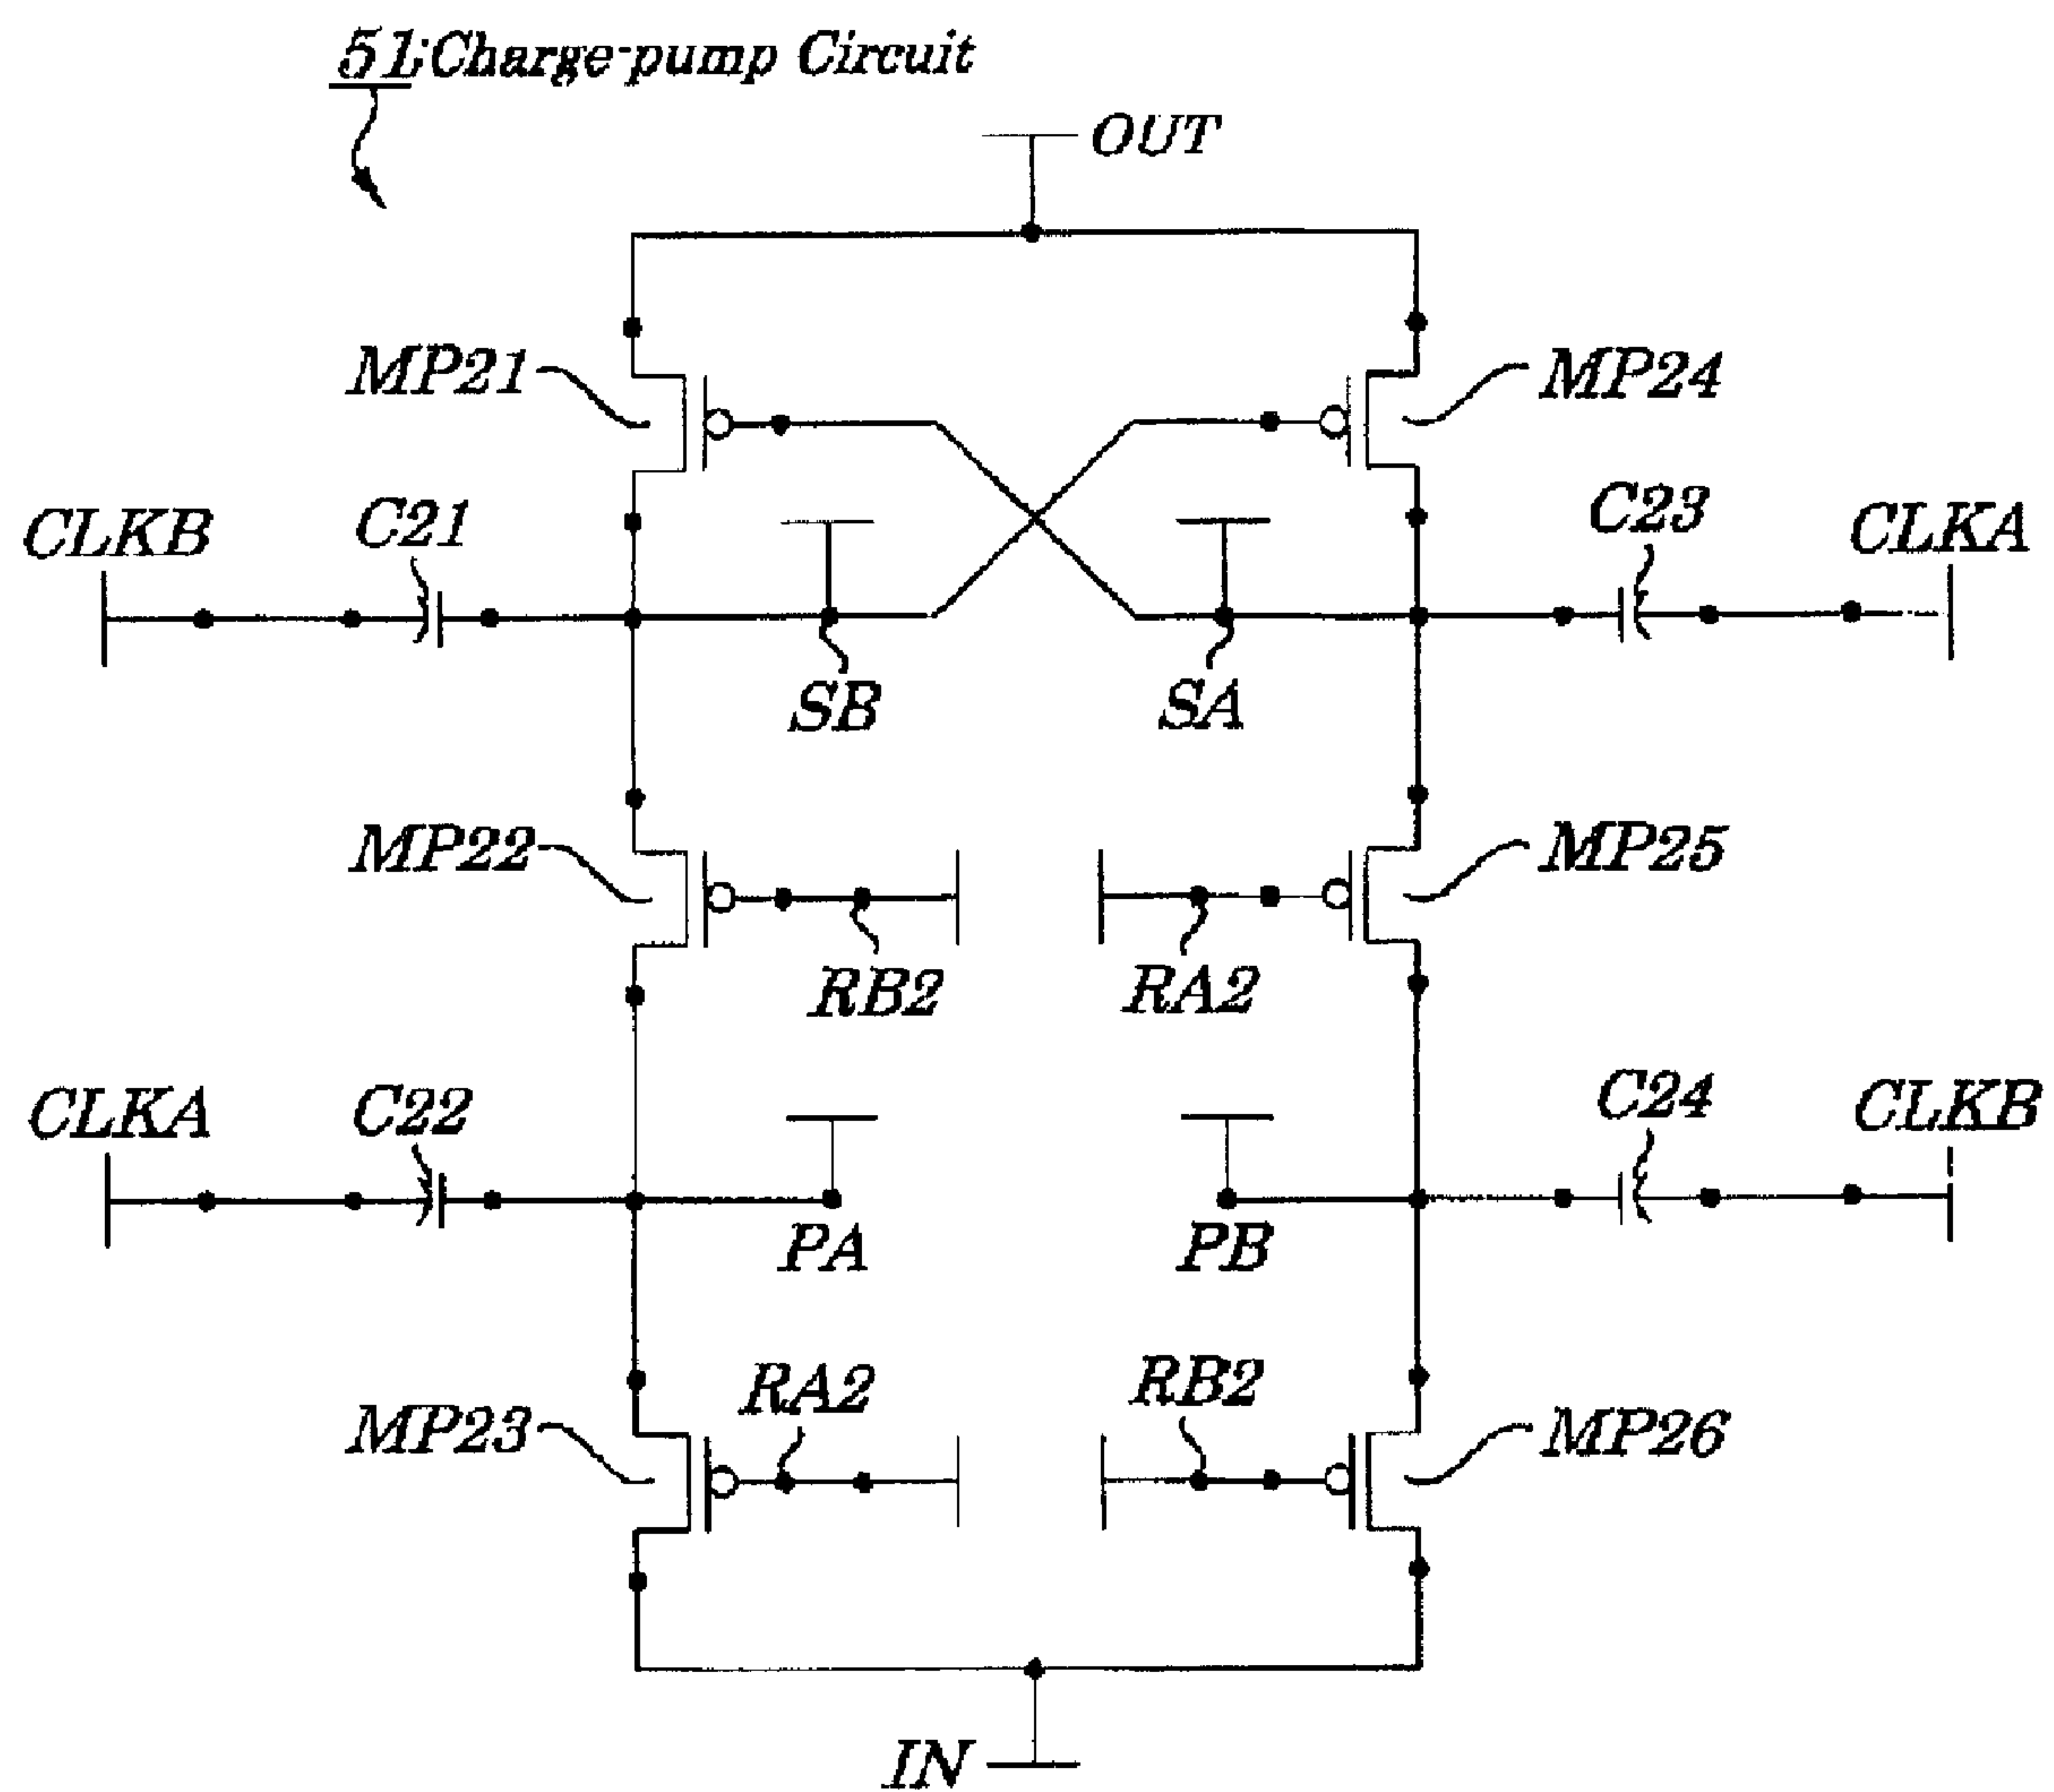 51:Charge-pump Circuit
OUT
MP21
MP24
CLKB
C21
C23
CLKA
SB
SA
MP22
MP25
RB2
RA2
CLKA
C22
C24
CLKB
PA
PB
MP23
RA2
RB2
MP26
IN